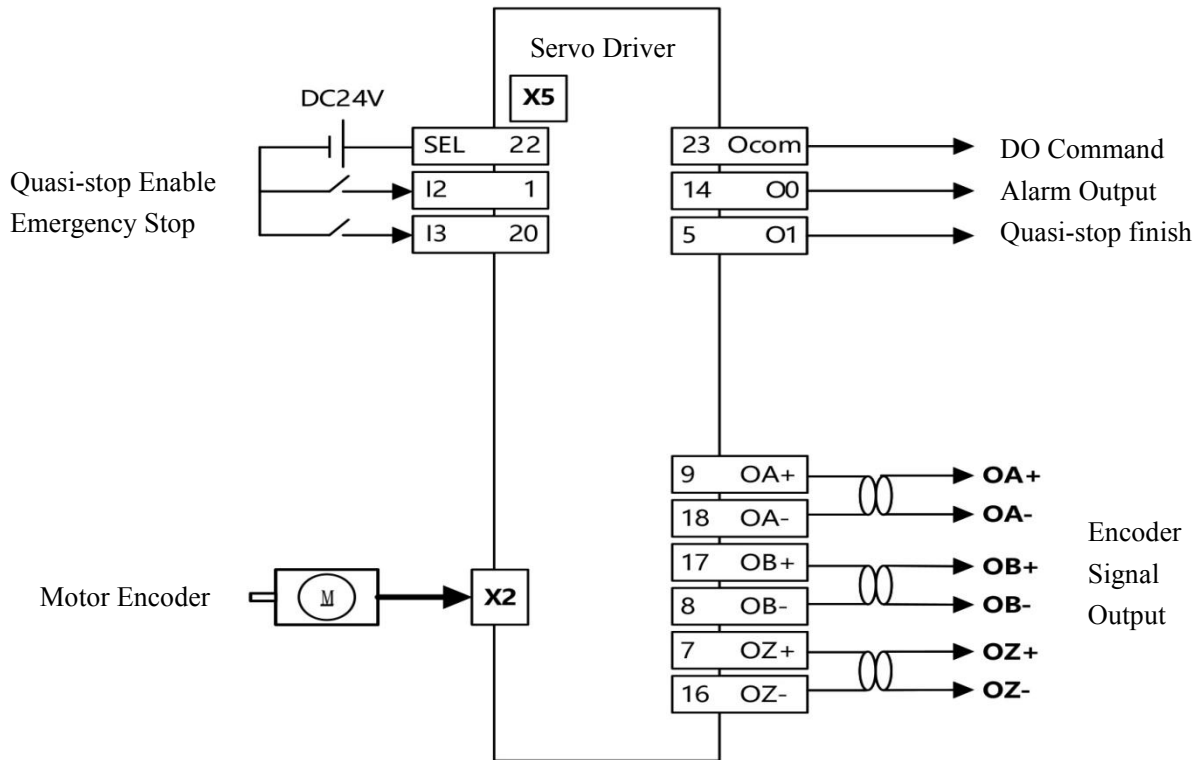 Servo Driver
X5
DC24V
SEL 22
I2 1
I3 20
Quasi-stop Enable
Emergency Stop
23 Ocom
14 O0
5 O1
DO Command
Alarm Output
Quasi-stop finish
9 OA+
18 OA-
17 OB+
8 OB-
7 OZ+
16 OZ-
OA+
OA-
OB+
OB-
OZ+
OZ-
Encoder
Signal
Output
Motor Encoder
M
X2